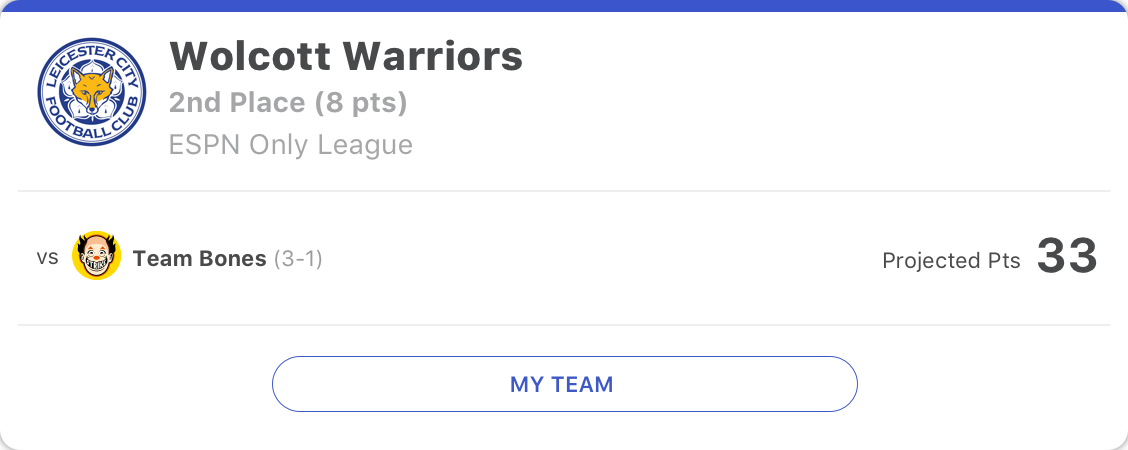 LEICESTER CITY
FOOTBALL CLUB
Wolcott Warriors
2nd Place (8 pts)
ESPN Only League
vs Team Bones (3-1)
Projected Pts 33
MY TEAM